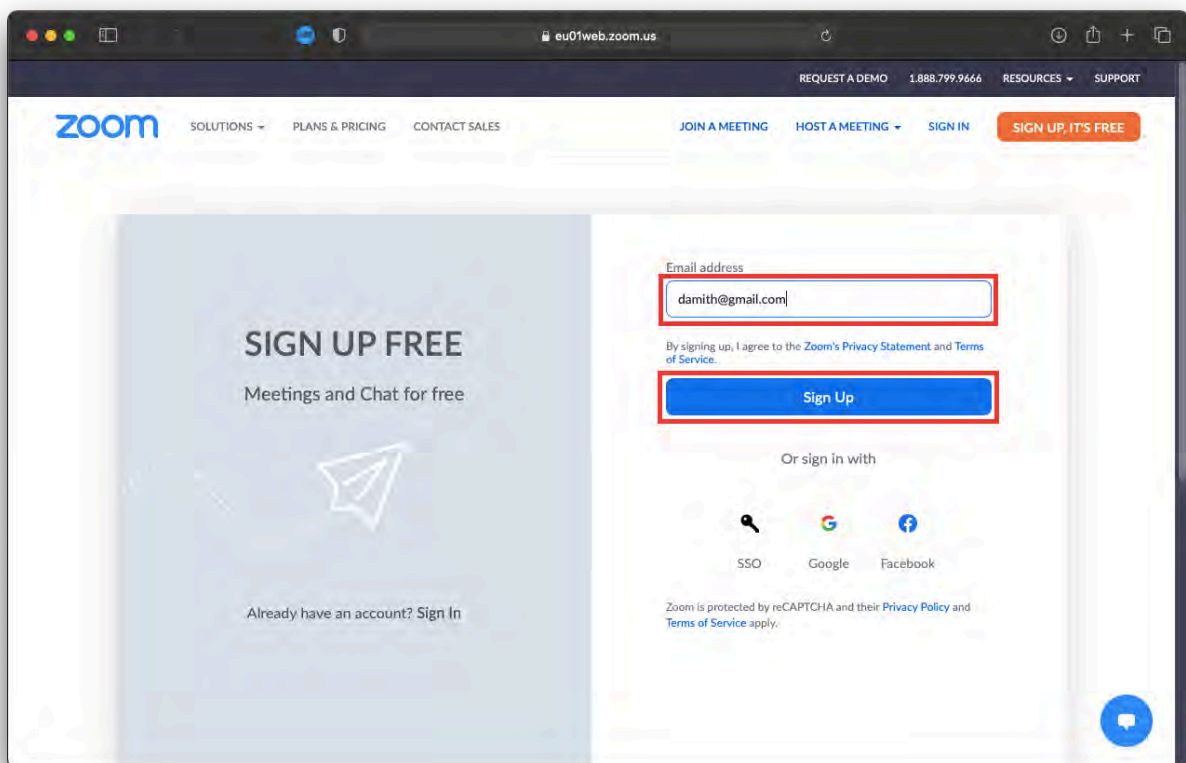 eu01web.zoom.us
REQUEST A DEMO 1.888.799.9666 RESOURCES SUPPORT
zoom SOLUTIONS PLANS & PRICING CONTACT SALES JOIN A MEETING HOST A MEETING SIGN IN SIGN UP, IT'S FREE
SIGN UP FREE
Meetings and Chat for free
Already have an account? Sign In
Email address
damith@gmail.com
By signing up, I agree to the Zoom's Privacy Statement and Terms
of Service.
Sign Up
Or sign in with
SSO Google Facebook
Zoom is protected by reCAPTCHA and their Privacy Policy and
Terms of Service apply.